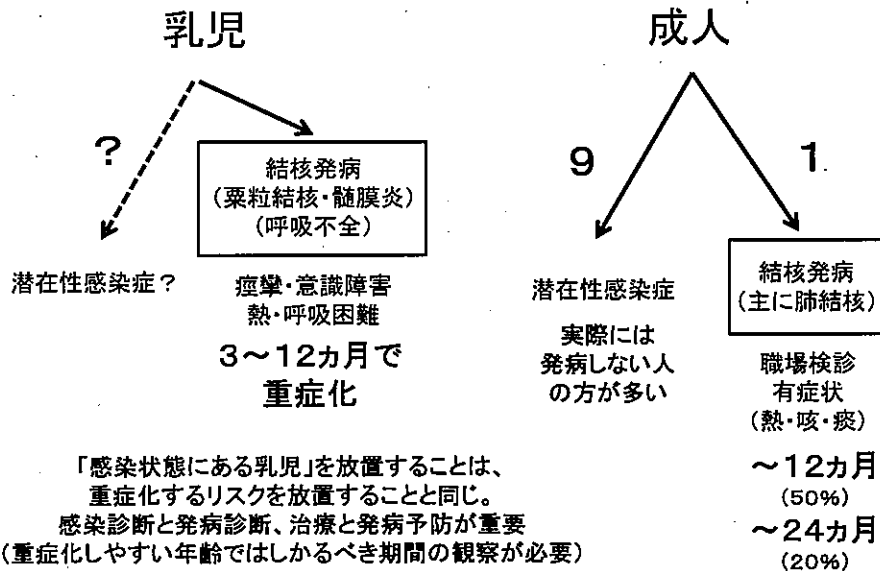 乳児
?
結核発病
(粟粒結核・髄膜炎)
(呼吸不全)
潜在性感染症?
痙攣・意識障害
熱・呼吸困難
3~12ヵ月で
重症化
成人
9
1
潜在性感染症
実際には
発病しない人
の方が多い
結核発病
(主に肺結核)
職場検診
有症状
(熱・咳・痰)
~12ヵ月
(50%)
~24ヵ月
(20%)
「感染状態にある乳児」を放置することは、
重症化するリスクを放置することと同じ。
感染診断と発病診断、治療と発病予防が重要
(重症化しやすい年齢ではしかるべき期間の観察が必要)